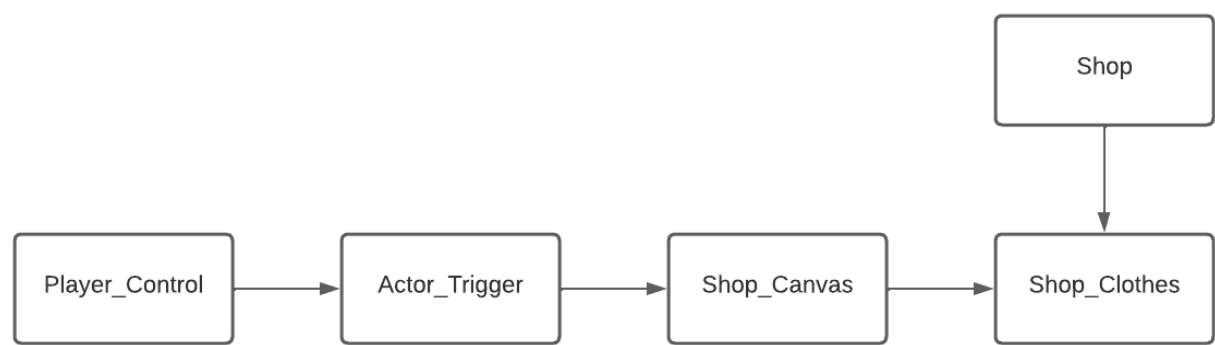 Shop
Player_Control
Actor_Trigger
Shop_Canvas
Shop_Clothes